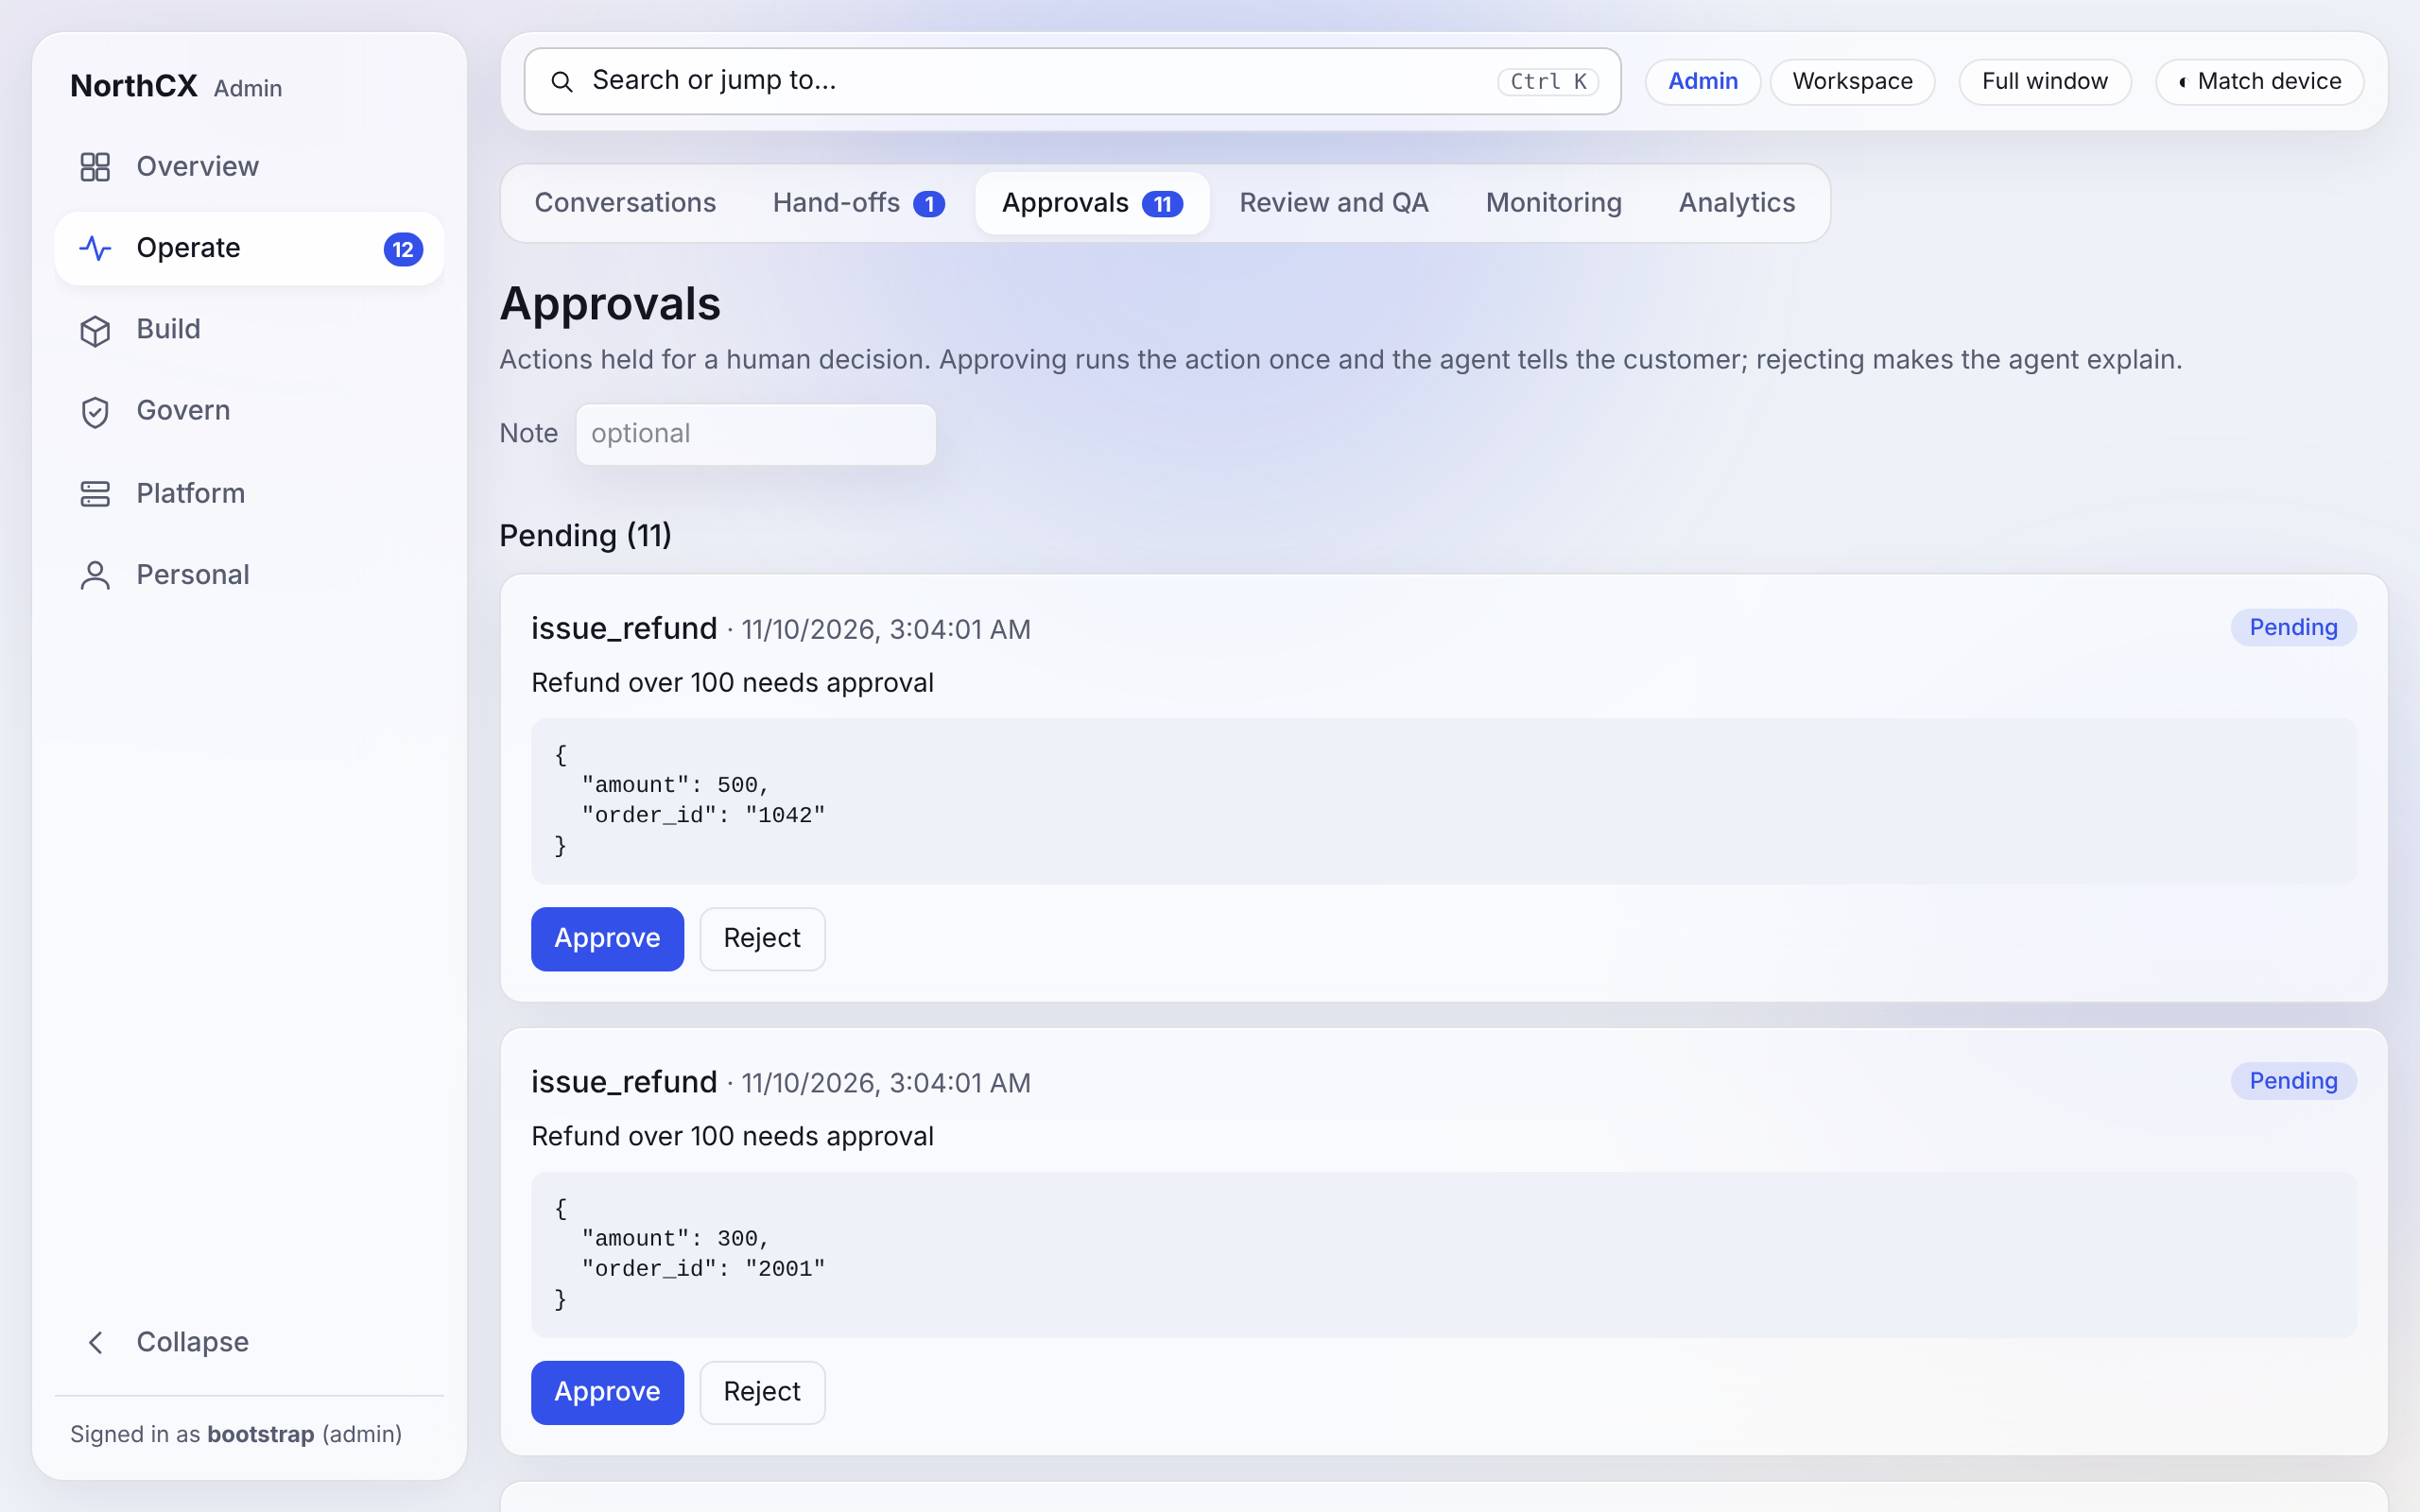 NorthCX Admin
Overview
Operate 12
Build
Govern
Platform
Personal
Collapse
Signed in as bootstrap (admin)
Search or jump to... Ctrl K
Admin
Workspace
Full window
Match device
Conversations
Hand-offs 1
Approvals 11
Review and QA
Monitoring
Analytics
Approvals
Actions held for a human decision. Approving runs the action once and the agent tells the customer; rejecting makes the agent explain.
Note optional
Pending (11)
issue_refund · 11/10/2026, 3:04:01 AM Pending
Refund over 100 needs approval
{
  "amount": 500,
  "order_id": "1042"
}
Approve Reject
issue_refund · 11/10/2026, 3:04:01 AM Pending
Refund over 100 needs approval
{
  "amount": 300,
  "order_id": "2001"
}
Approve Reject